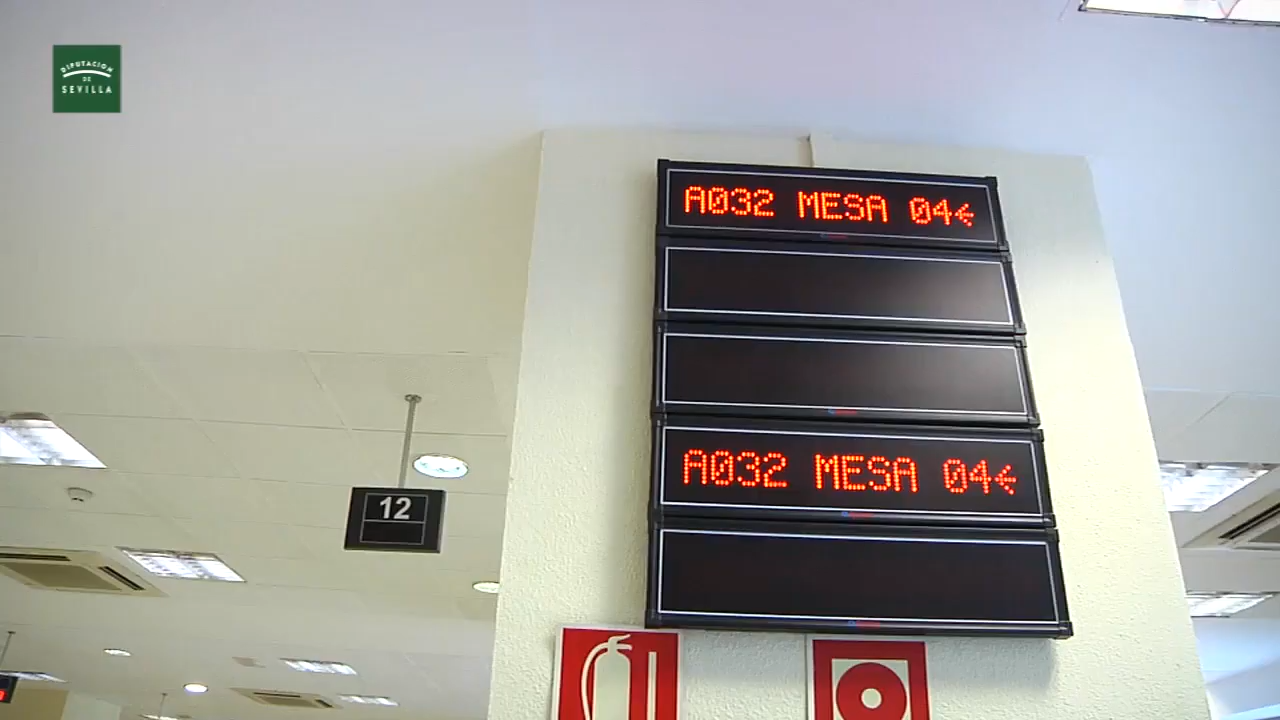 DIPUTACION
DE
SEVILLA
A032 MESA 04
A032 MESA 04
12